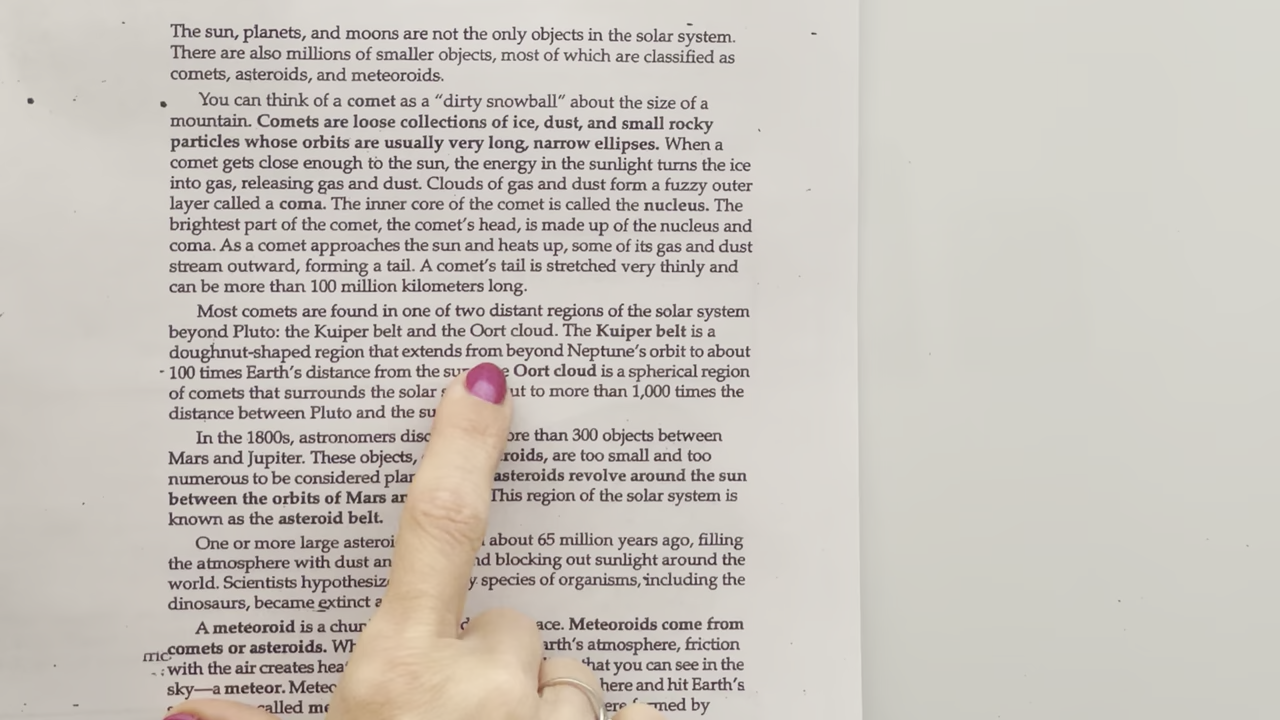 The sun, planets, and moons are not the only objects in the solar system.
There are also millions of smaller objects, most of which are classified as
comets, asteroids, and meteoroids.
You can think of a comet as a “dirty snowball” about the size of a
mountain. Comets are loose collections of ice, dust, and small rocky
particles whose orbits are usually very long, narrow ellipses. When a
comet gets close enough to the sun, the energy in the sunlight turns the ice
into gas, releasing gas and dust. Clouds of gas and dust form a fuzzy outer
layer called a coma. The inner core of the comet is called the nucleus. The
brightest part of the comet, the comet’s head, is made up of the nucleus and
coma. As a comet approaches the sun and heats up, some of its gas and dust
stream outward, forming a tail. A comet’s tail is stretched very thinly and
can be more than 100 million kilometers long.
Most comets are found in one of two distant regions of the solar system
beyond Pluto: the Kuiper belt and the Oort cloud. The Kuiper belt is a
doughnut-shaped region that extends from beyond Neptune’s orbit to about
100 times Earth’s distance from the Oort cloud is a spherical region
of comets that surrounds the solar to more than 1,000 times the
distance between Pluto and the
In the 1800s, astronomers than 300 objects between
Mars and Jupiter. These objects, are too small and too
numerous to be considered asteroids revolve around the sun
between the orbits of Mars This region of the solar system is
known as the asteroid belt.
One or more large about 65 million years ago, filling
the atmosphere with dust blocking out sunlight around the
world. Scientists species of organisms, including the
dinosaurs, became extinct
A meteoroid is a Meteoroids come from
comets or asteroids. atmosphere, friction
with the air creates that you can see in the
sky—a meteor. and hit Earth’s
called by